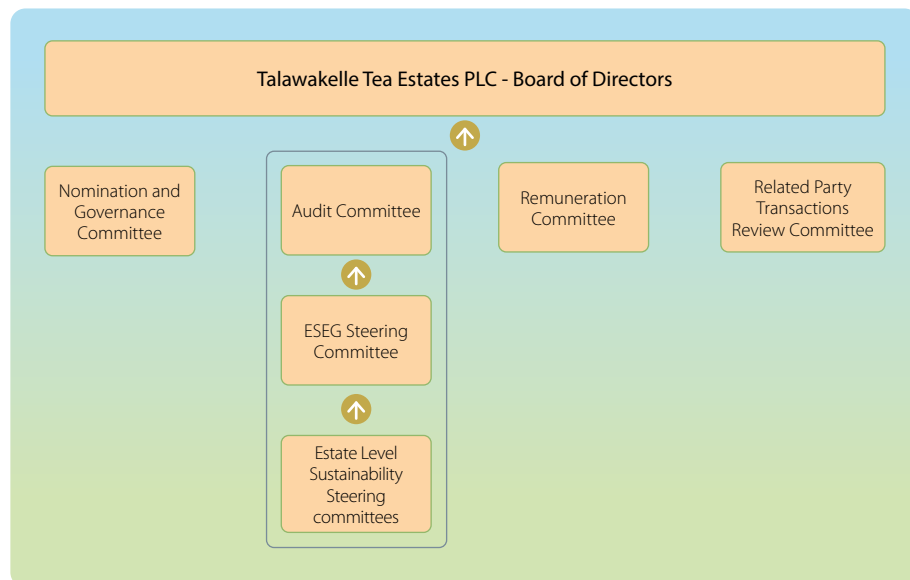 Talawakelle Tea Estates PLC - Board of Directors
Nomination and
Governance
Committee
Audit Committee
Remuneration
Committee
Related Party
Transactions
Review Committee
ESEG Steering
Committee
Estate Level
Sustainability
Steering
committees